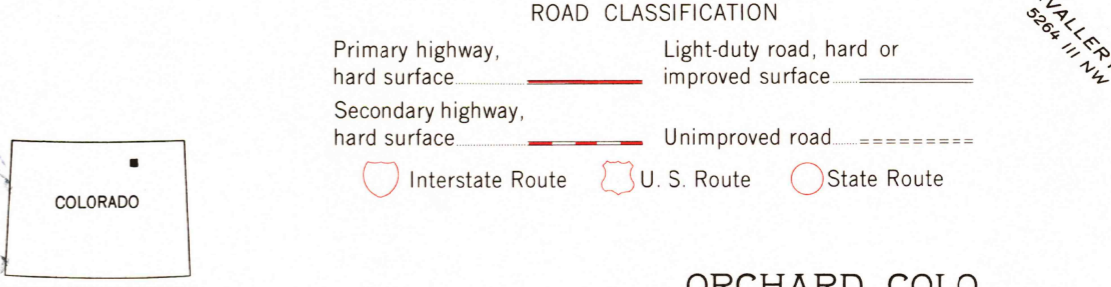 ROAD CLASSIFICATION
Primary highway,
hard surface
Light-duty road, hard or
improved surface
Secondary highway,
hard surface
Unimproved road
Interstate Route
U. S. Route
State Route
COLORADO
5264 III NW
ORCHARD, COLO